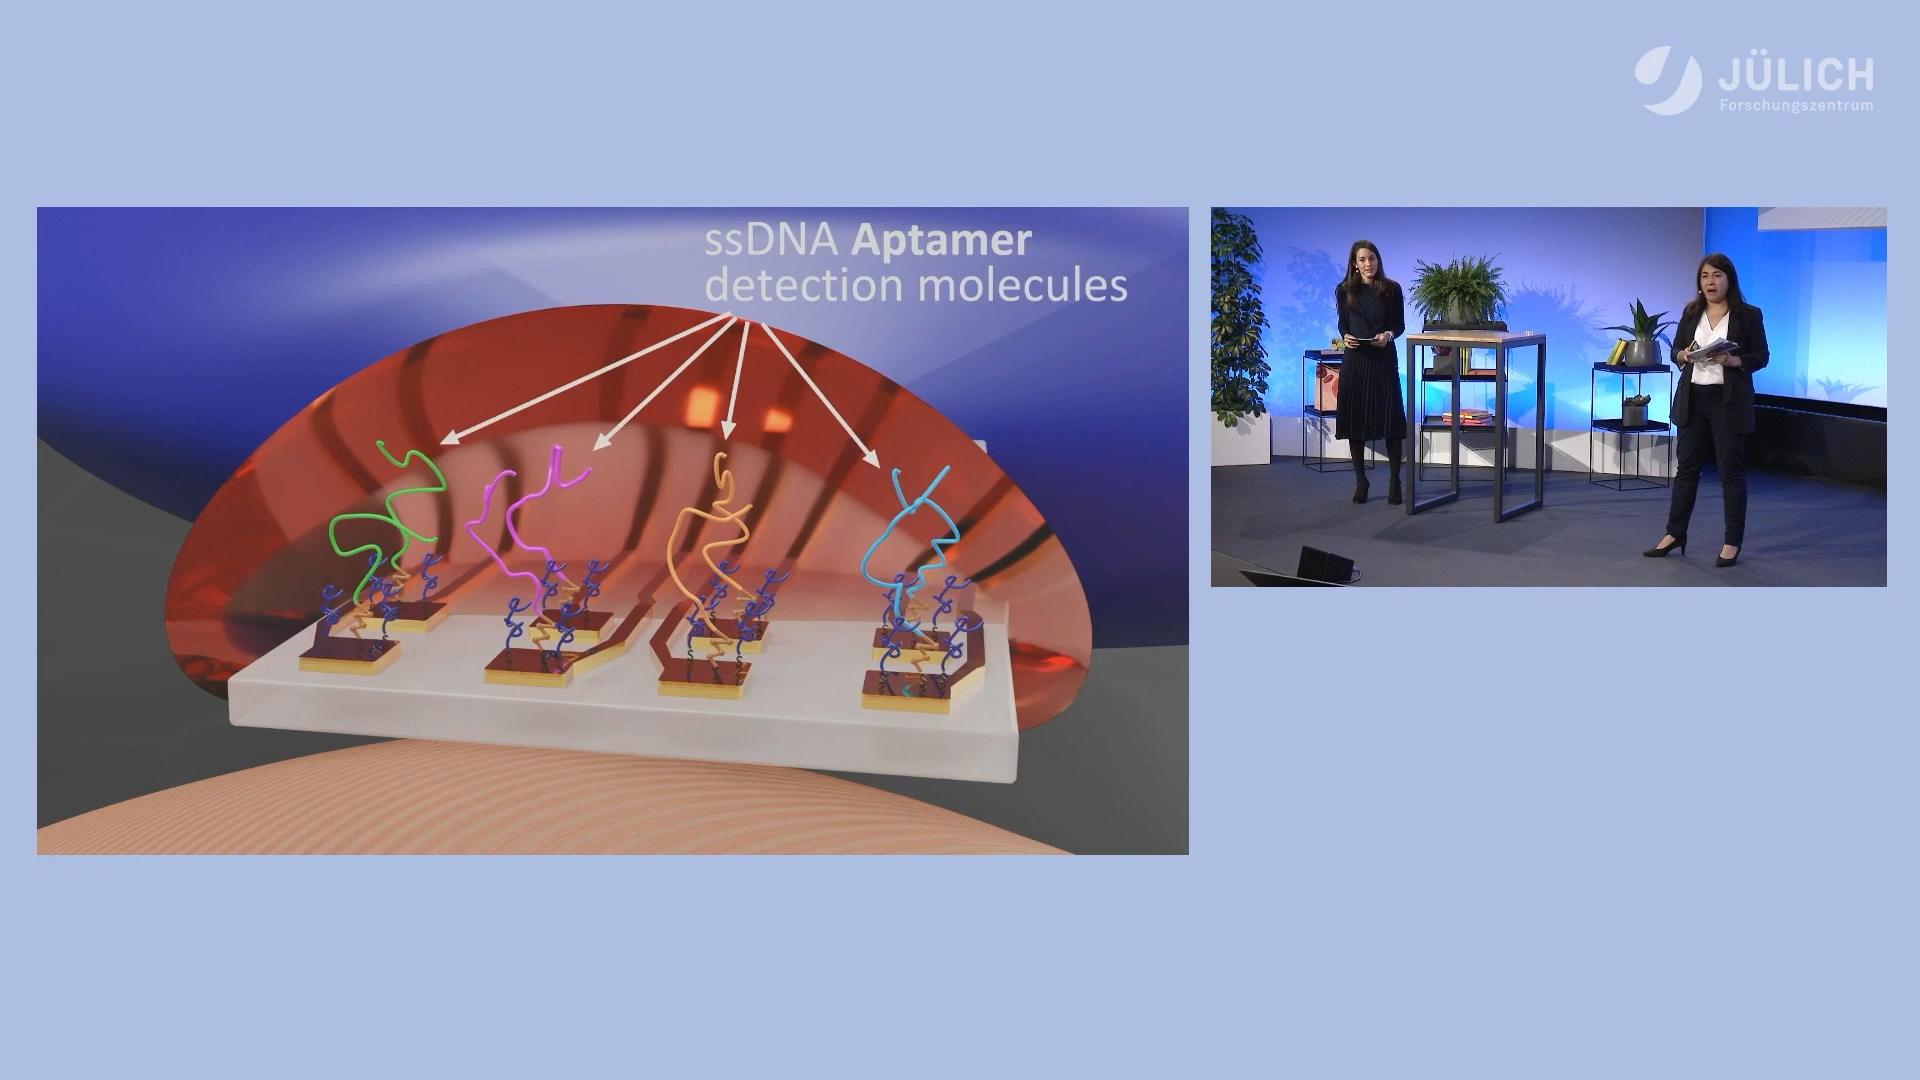 JÜLICH
Forschungszentrum
ssDNA Aptamer
detection molecules